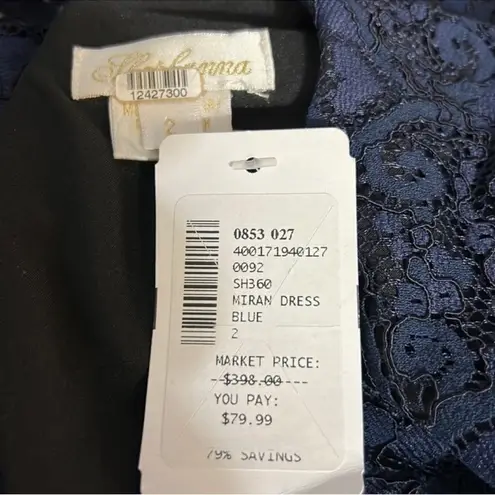 12427300
2
0853 027
400171940127
0092
SH360
MIRAN DRESS
BLUE
2
MARKET PRICE:
$398.00
YOU PAY:
$79.99
79% SAVINGS